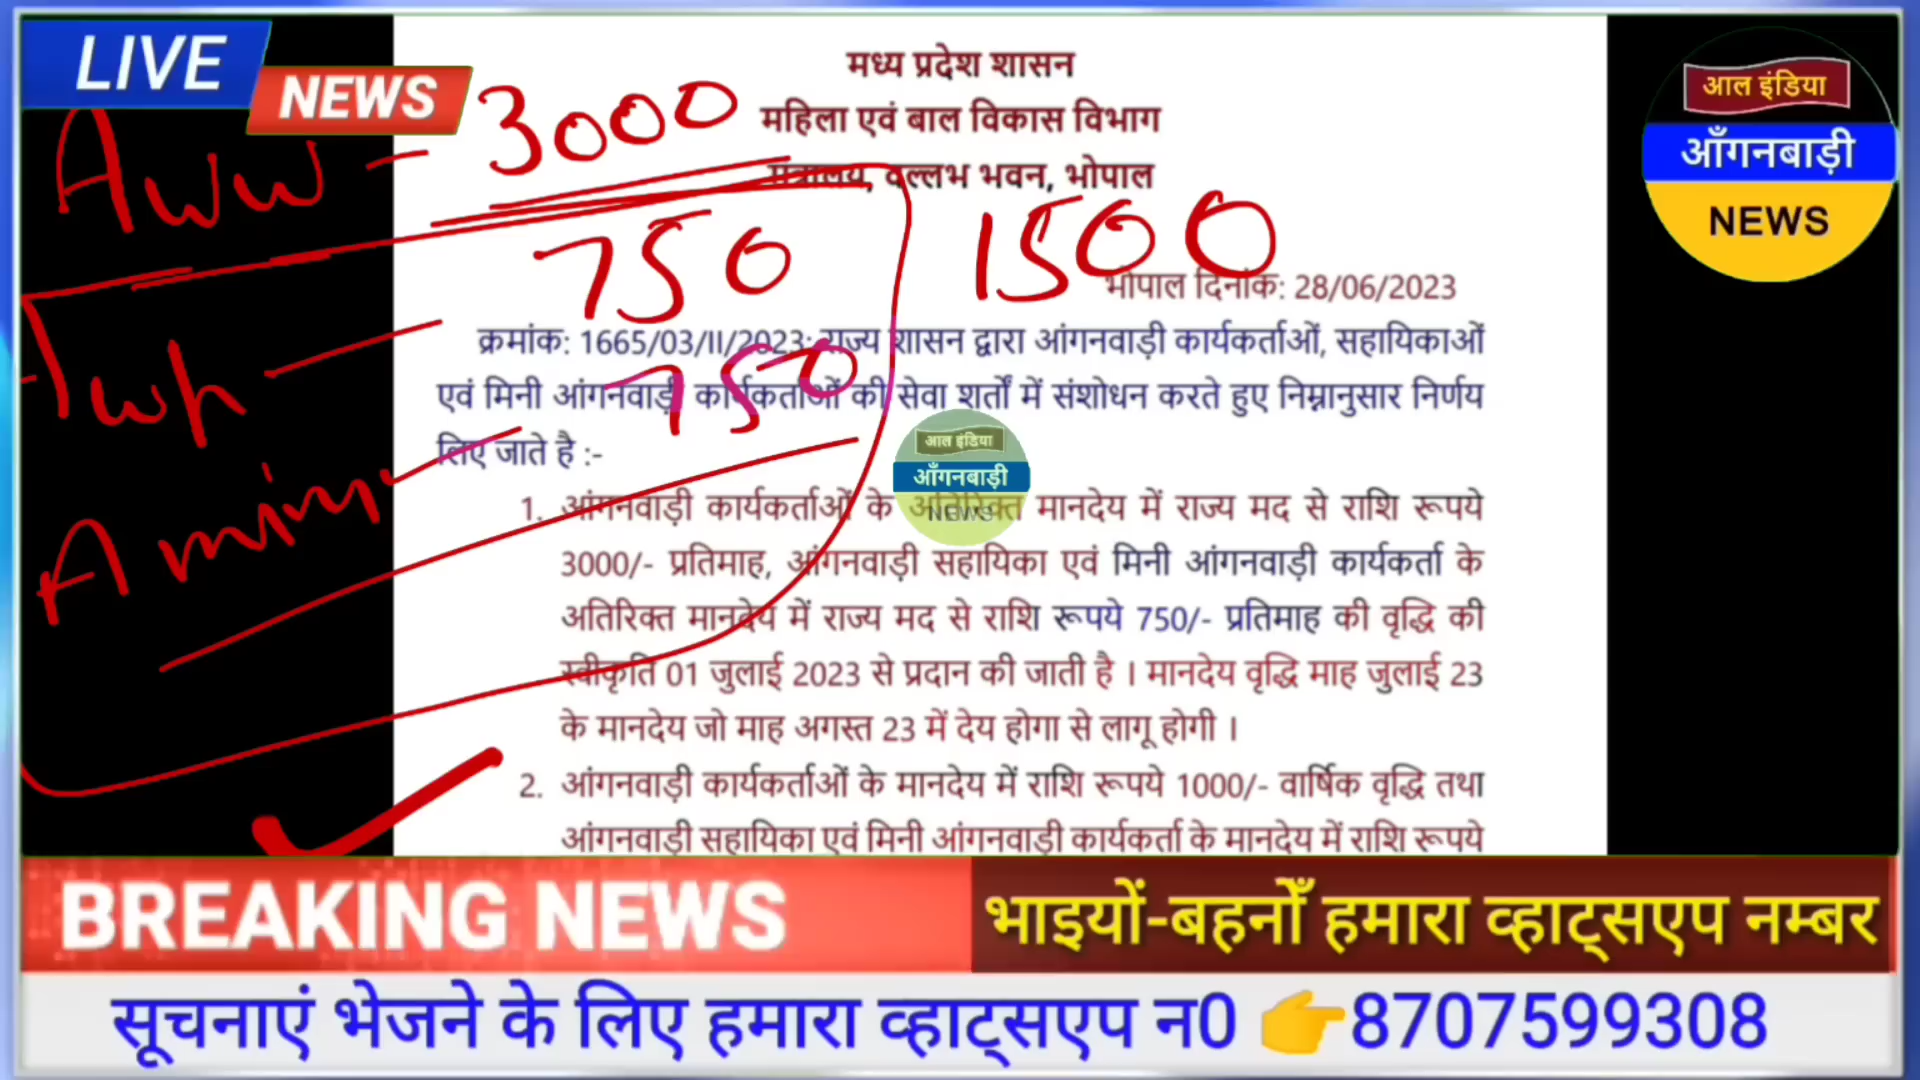 LIVE
NEWS
मध्य प्रदेश शासन
महिला एवं बाल विकास विभाग
मंत्रालय, वल्लभ भवन, भोपाल
भोपाल दिनांक: 28/06/2023
क्रमांक: 1665/03/II/2023: राज्य शासन द्वारा आंगनवाड़ी कार्यकर्ताओं, सहायिकाओं
एवं मिनी आंगनवाड़ी कार्यकर्ताओं की सेवा शर्तों में संशोधन करते हुए निम्नानुसार निर्णय
लिए जाते है :-
1. आंगनवाड़ी कार्यकर्ताओं के अतिरिक्त मानदेय में राज्य मद से राशि रूपये
3000/- प्रतिमाह, आंगनवाड़ी सहायिका एवं मिनी आंगनवाड़ी कार्यकर्ता के
अतिरिक्त मानदेय में राज्य मद से राशि रूपये 750/- प्रतिमाह की वृद्धि की
स्वीकृति 01 जुलाई 2023 से प्रदान की जाती है । मानदेय वृद्धि माह जुलाई 23
के मानदेय जो माह अगस्त 23 में देय होगा से लागू होगी ।
2. आंगनवाड़ी कार्यकर्ताओं के मानदेय में राशि रूपये 1000/- वार्षिक वृद्धि तथा
आंगनवाड़ी सहायिका एवं मिनी आंगनवाड़ी कार्यकर्ता के मानदेय में राशि रूपये
Aww - 3000
750
1500
750
आल इंडिया
आँगनबाड़ी
NEWS
आल इंडिया
आँगनबाड़ी
NEWS
BREAKING NEWS
भाइयों-बहनोँ हमारा व्हाट्सएप नम्बर
सूचनाएं भेजने के लिए हमारा व्हाट्सएप न0 👉8707599308